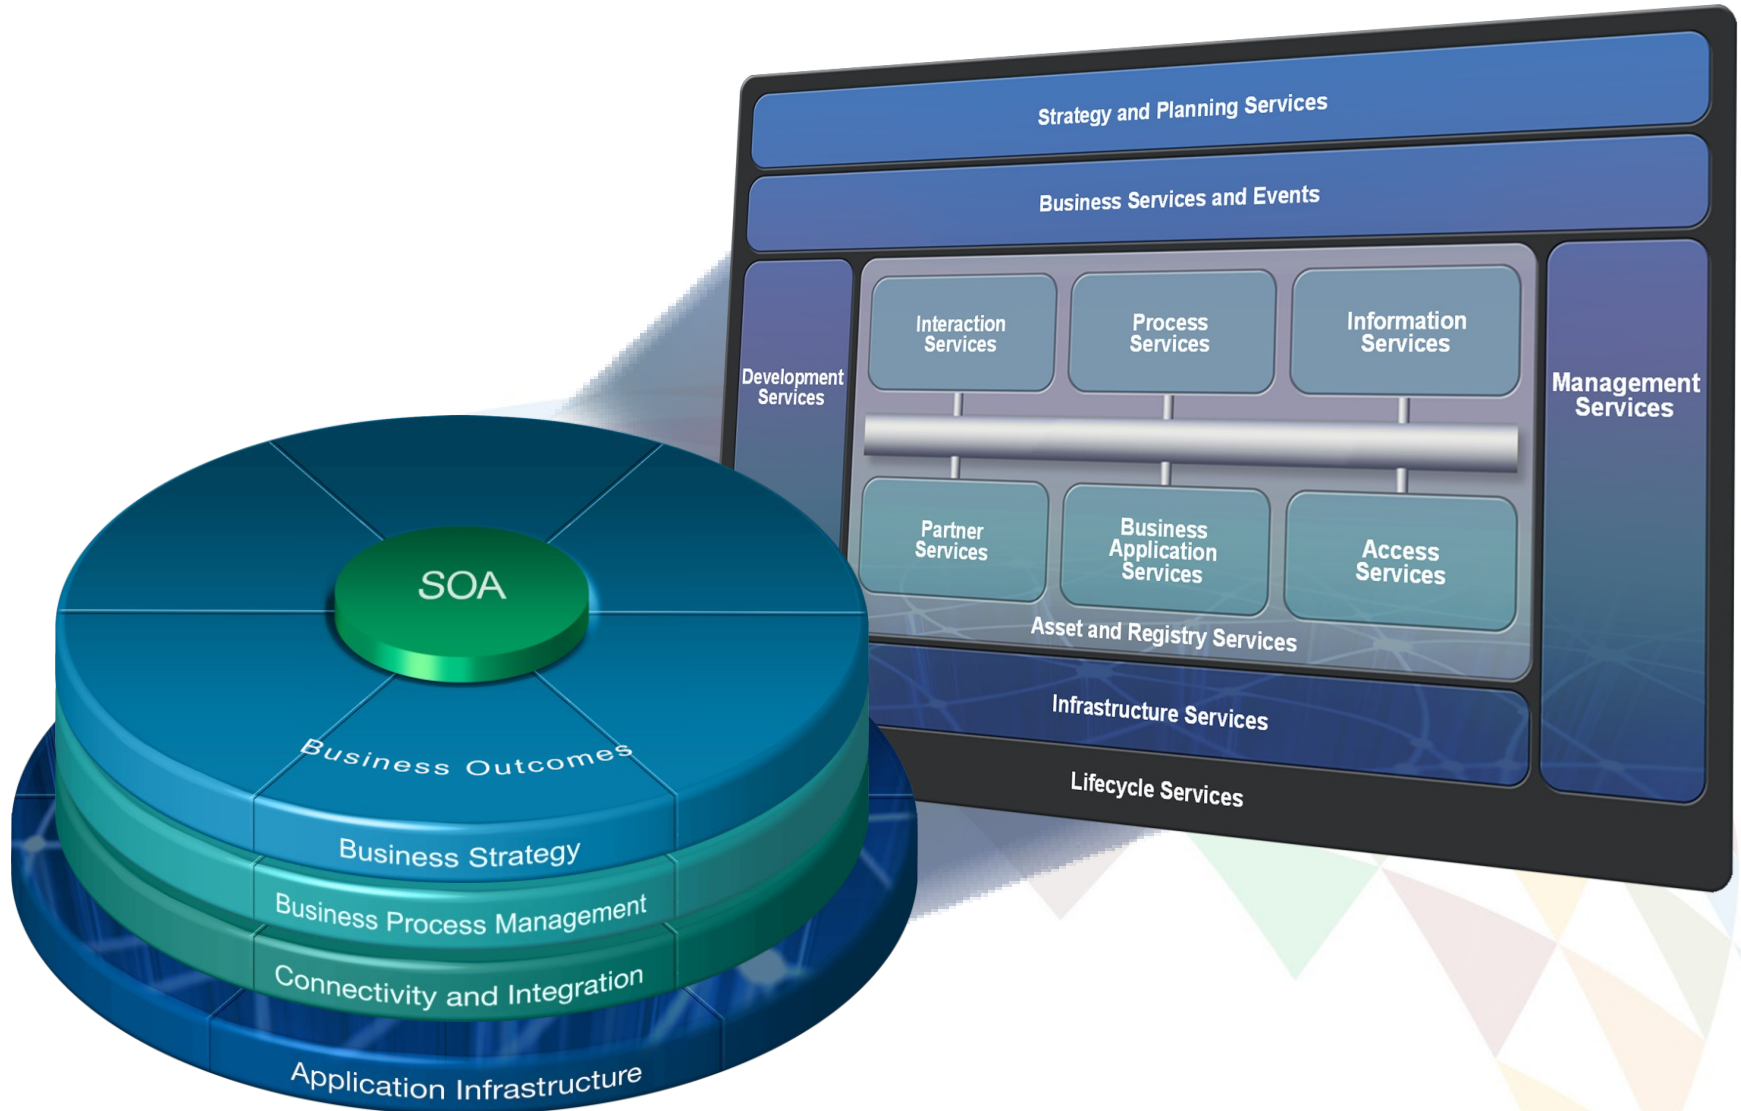 Strategy and Planning Services
Business Services and Events
Development
Services
Interaction
Services
Process
Services
Information
Services
Management
Services
Partner
Services
Business
Application
Services
Access
Services
Asset and Registry Services
Infrastructure Services
Lifecycle Services
SOA
Business Outcomes
Business Strategy
Business Process Management
Connectivity and Integration
Application Infrastructure